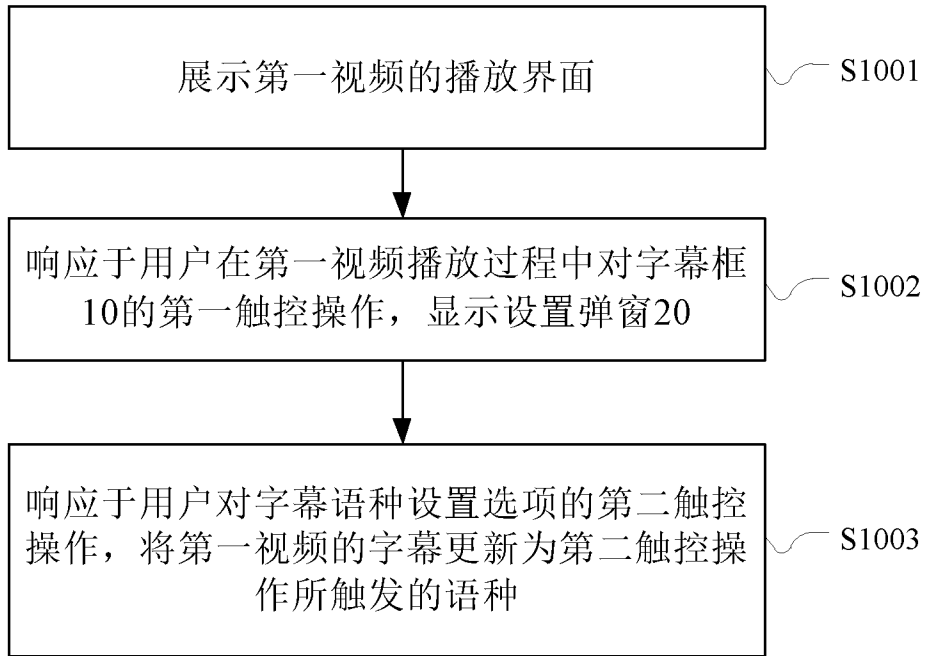 展示第一视频的播放界面
S1001
响应于用户在第一视频播放过程中对字幕框
10的第一触控操作，显示设置弹窗20
S1002
响应于用户对字幕语种设置选项的第二触控
操作，将第一视频的字幕更新为第二触控操
作所触发的语种
S1003